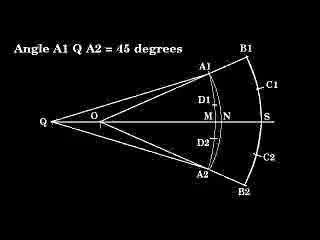 Angle A1 Q A2 = 45 degrees
B1
A1
C1
D1
Q
O
M
N
S
D2
C2
A2
B2